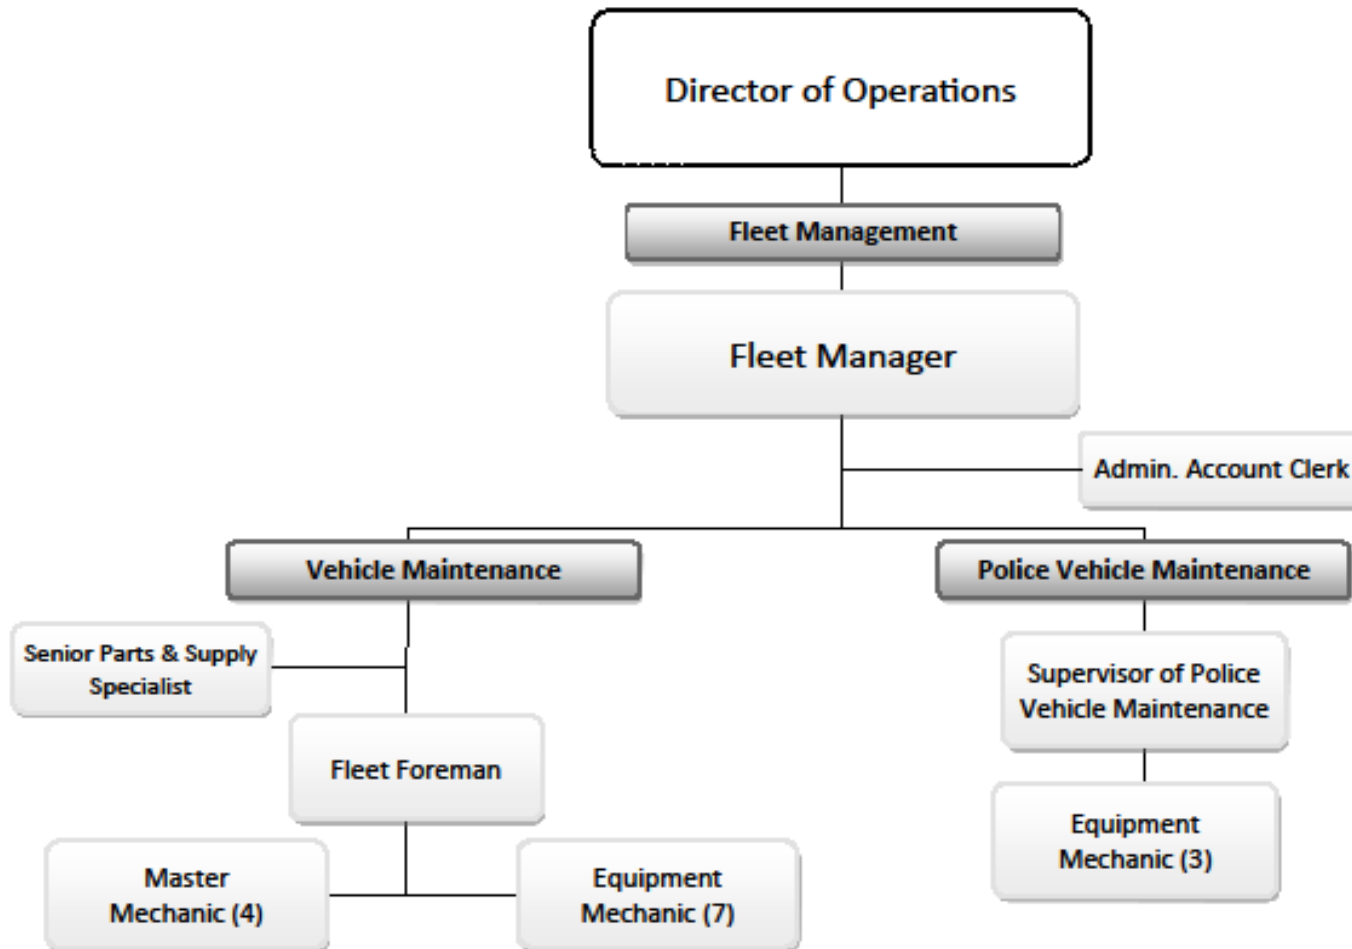 Director of Operations
Fleet Management
Fleet Manager
Admin. Account Clerk
Vehicle Maintenance
Police Vehicle Maintenance
Senior Parts & Supply
Specialist
Supervisor of Police
Vehicle Maintenance
Fleet Foreman
Equipment
Mechanic (3)
Master
Mechanic (4)
Equipment
Mechanic (7)